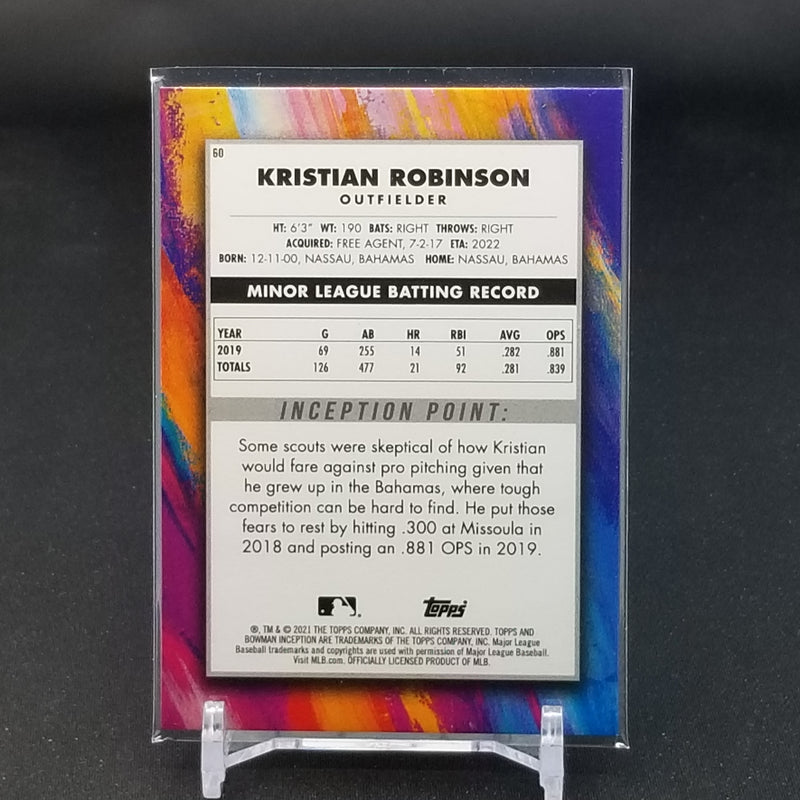 60
KRISTIAN ROBINSON
OUTFIELDER
HT: 6'3" WT: 190 BATS: RIGHT THROWS: RIGHT
ACQUIRED: FREE AGENT, 7-2-17 ETA: 2022
BORN: 12-11-00, NASSAU, BAHAMAS HOME: NASSAU, BAHAMAS
MINOR LEAGUE BATTING RECORD
YEAR G AB HR RBI AVG OPS
2019 69 255 14 51 .282 .881
TOTALS 126 477 21 92 .281 .839
INCEPTION POINT:
Some scouts were skeptical of how Kristian
would fare against pro pitching given that
he grew up in the Bahamas, where tough
competition can be hard to find. He put those
fears to rest by hitting .300 at Missoula in
2018 and posting an .881 OPS in 2019.
topps
®, TM & © 2021 THE TOPPS COMPANY, INC. ALL RIGHTS RESERVED. TOPPS AND
BOWMAN INCEPTION ARE TRADEMARKS OF THE TOPPS COMPANY, INC. Major League
Baseball trademarks and copyrights are used with permission of Major League Baseball.
Visit MLB.com. OFFICIALLY LICENSED PRODUCT OF MLB.